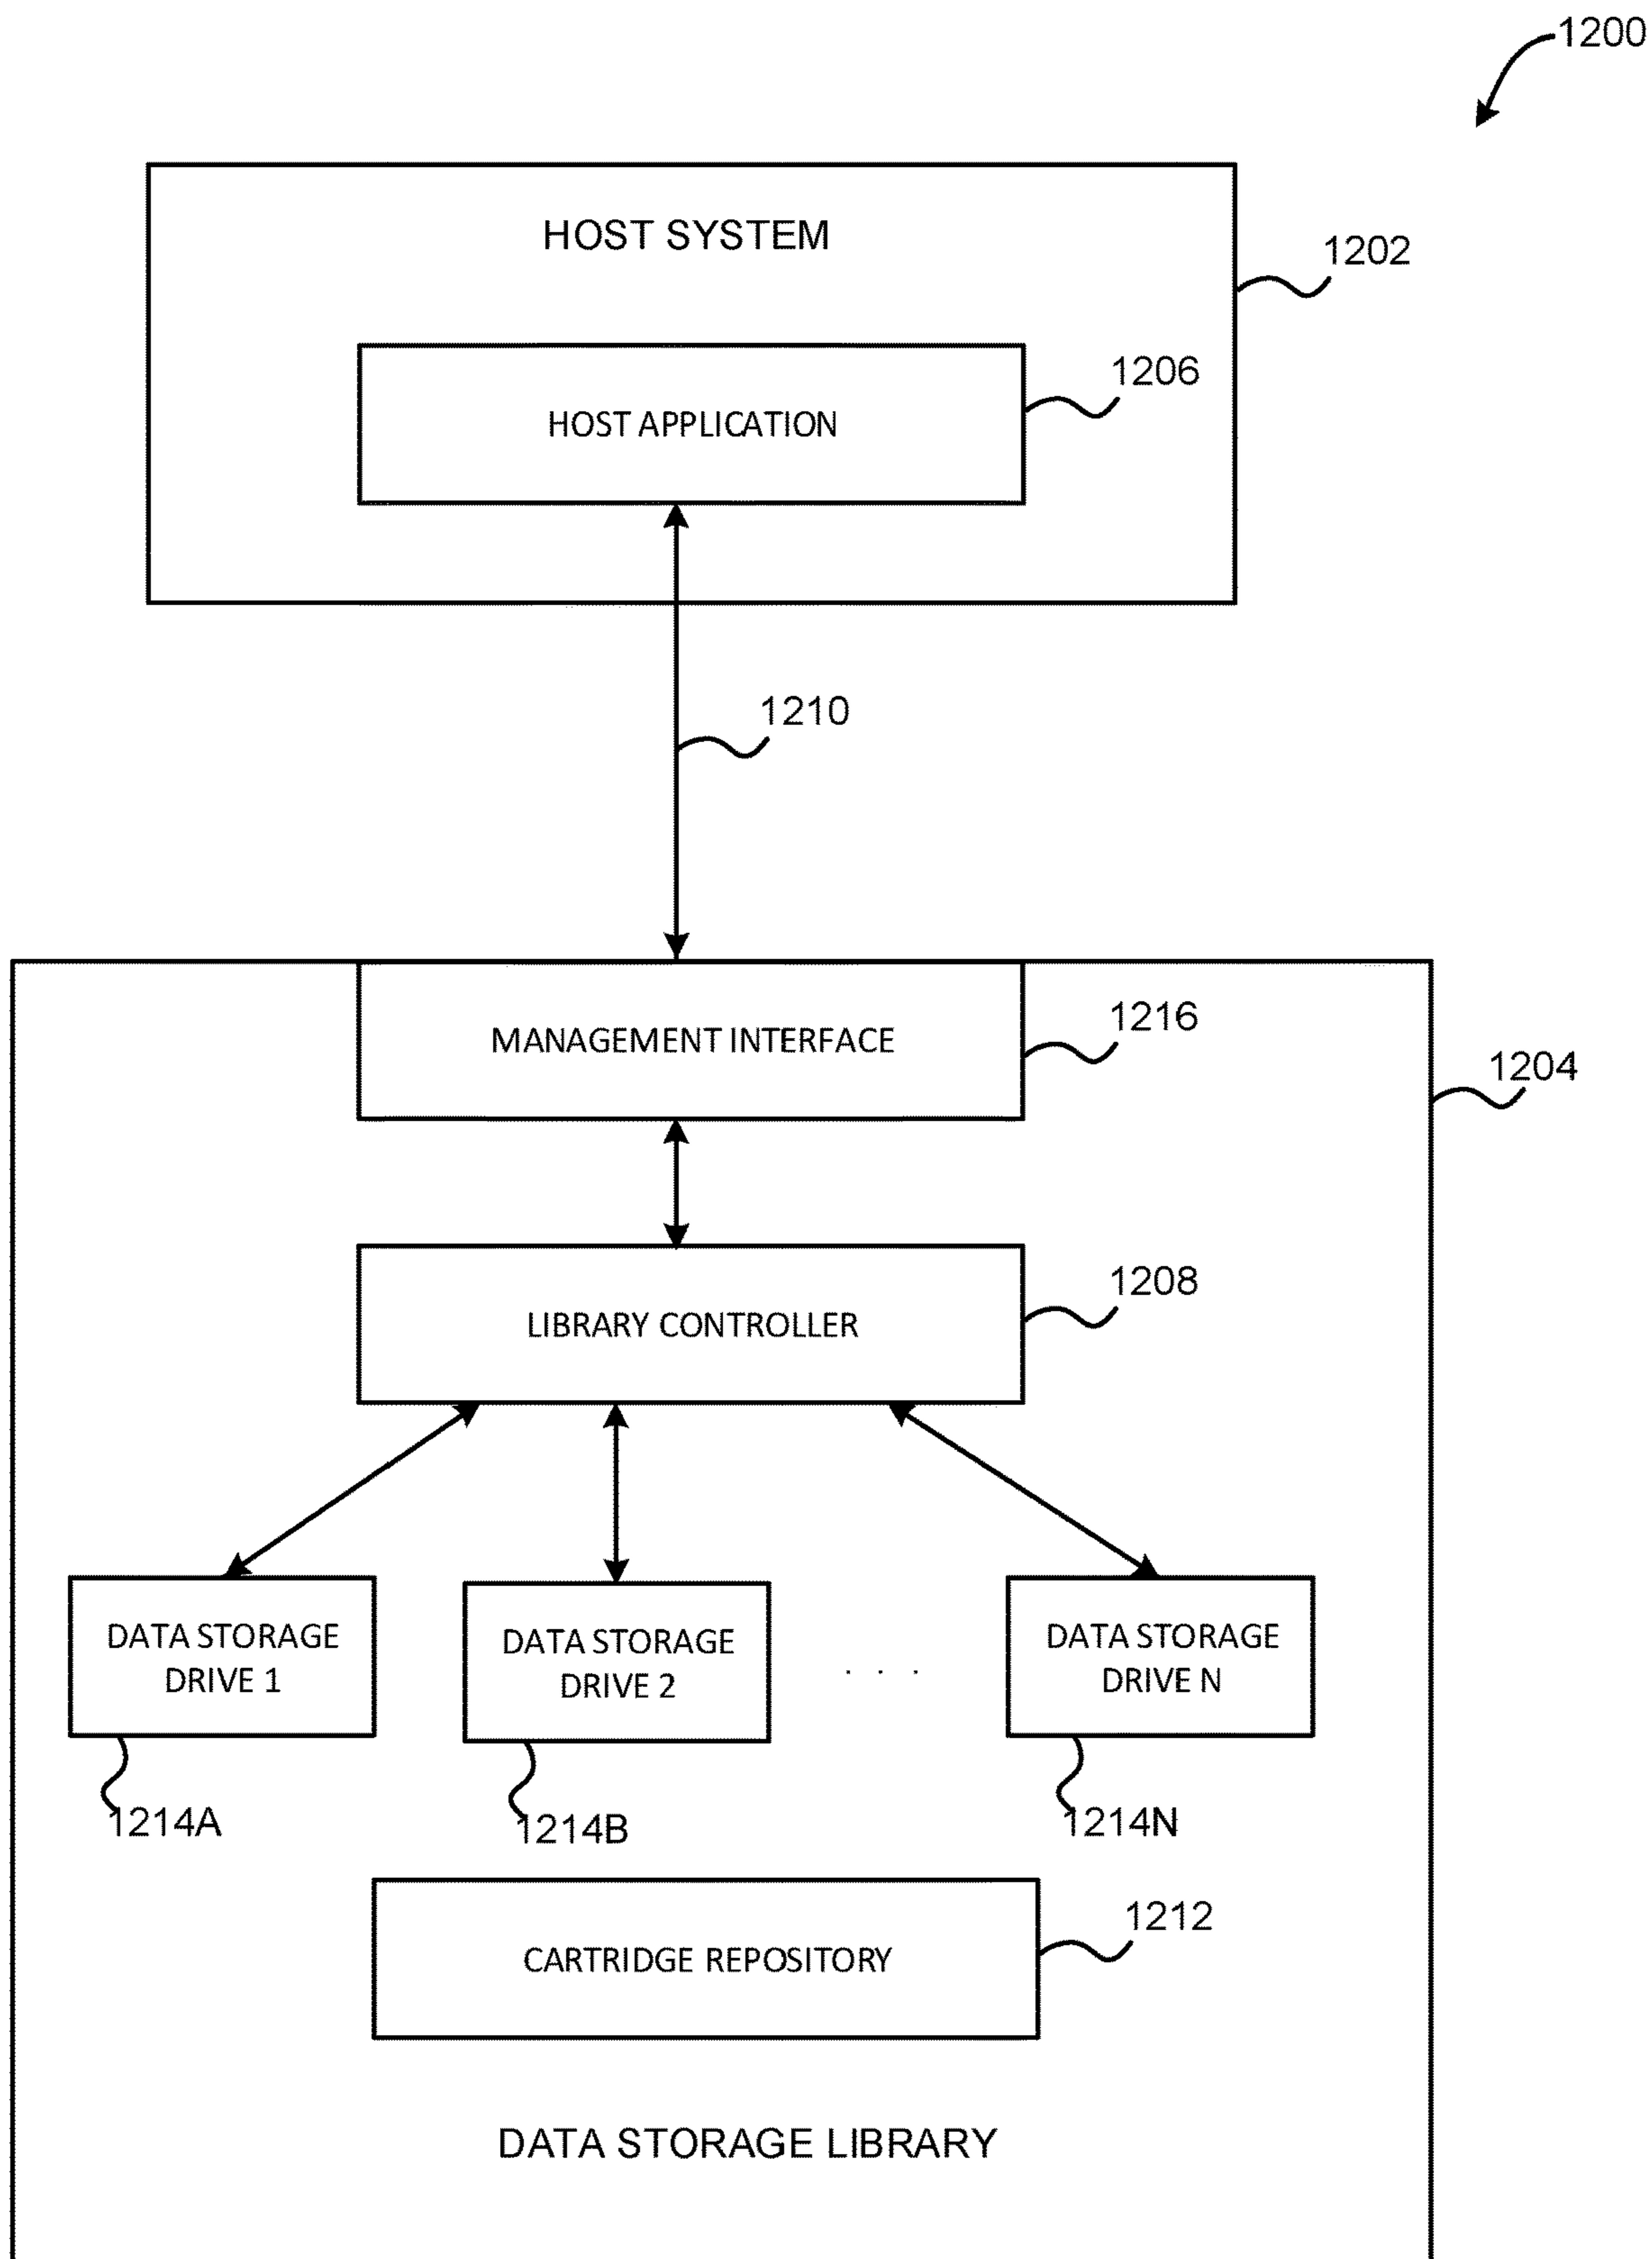 1200
HOST SYSTEM
1202
1206
HOST APPLICATION
1210
MANAGEMENT INTERFACE
1216
1204
LIBRARY CONTROLLER
1208
DATA STORAGE
DRIVE 1
DATA STORAGE
DRIVE 2
. . .
DATA STORAGE
DRIVE N
1214A
1214B
1214N
1212
CARTRIDGE REPOSITORY
DATA STORAGE LIBRARY